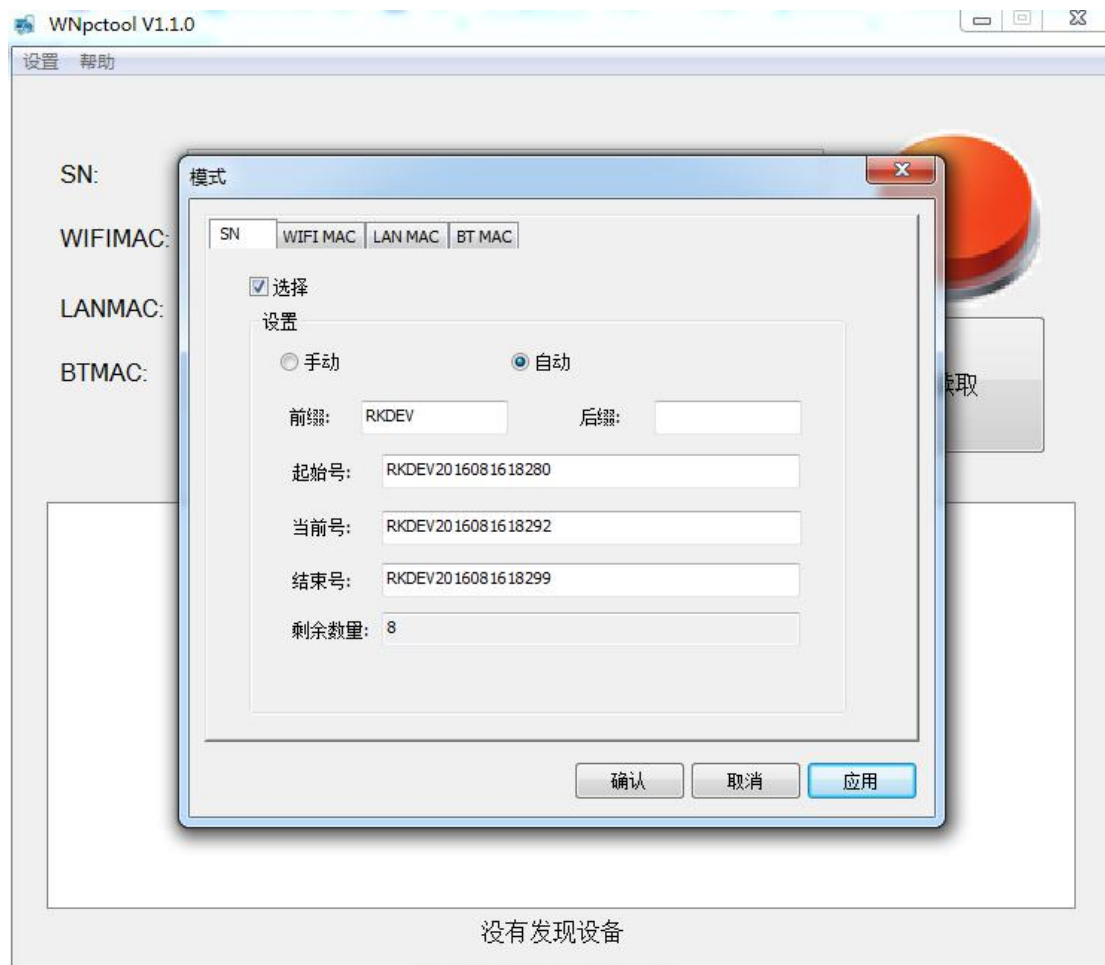 WNpctool V1.1.0
设置 帮助
SN:
WIFIMAC:
LANMAC:
BTMAC:
模式
SN WIFI MAC LAN MAC BT MAC
选择
设置
手动 自动
前缀: RKDEV 后缀:
起始号: RKDEV2016081618280
当前号: RKDEV2016081618292
结束号: RKDEV2016081618299
剩余数量: 8
确认 取消 应用
读取
没有发现设备